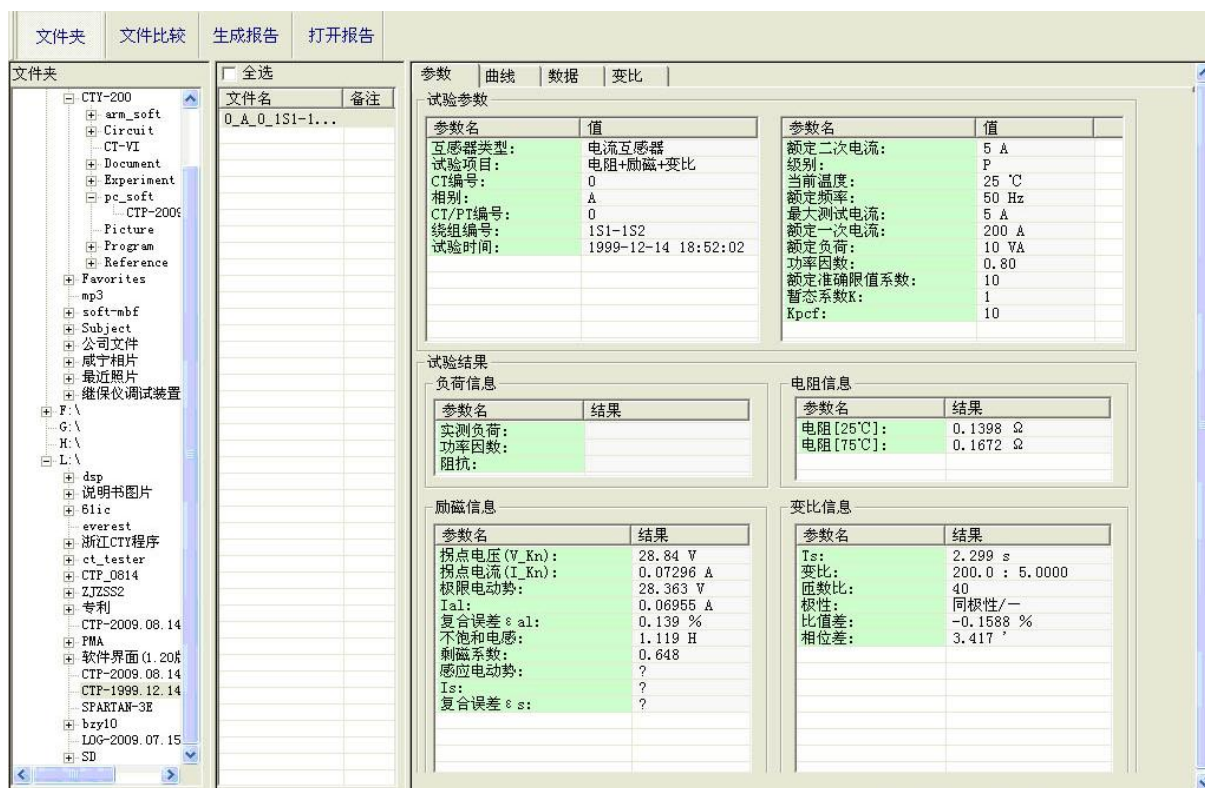 文件夹 文件比较 生成报告 打开报告
文件夹
CTY-200
arm_soft
Circuit
CT-VI
Document
Experiment
pc_soft
CTP-2009
Picture
Program
Reference
Favorites
mp3
soft-mbf
Subject
公司文件
咸宁相片
最近照片
继保仪调试装置
F:\
G:\
H:\
L:\
dsp
说明书图片
61ic
everest
浙江CTY程序
ct_tester
CTP_0814
ZJZSS2
专利
CTP-2009.08.14
PMA
软件界面(1.20
CTP-2009.08.14
CTP-1999.12.14
SPARTAN-3E
bzy10
LOG-2009.07.15
SD
全选
文件名 备注
0_A_0_1S1-1...
参数 曲线 数据 变比
试验参数
参数名 值
互感器类型: 电流互感器
试验项目: 电阻+励磁+变比
CT编号: 0
相别: A
CT/PT编号: 0
绕组编号: 1S1-1S2
试验时间: 1999-12-14 18:52:02
参数名 值
额定二次电流: 5 A
级别: P
当前温度: 25 ℃
额定频率: 50 Hz
最大测试电流: 5 A
额定一次电流: 200 A
额定负荷: 10 VA
功率因数: 0.80
额定准确限值系数: 10
暂态系数K: 1
Kpcf: 10
试验结果
负荷信息
参数名 结果
实测负荷:
功率因数:
阻抗:
电阻信息
参数名 结果
电阻[25℃]: 0.1398 Ω
电阻[75℃]: 0.1672 Ω
励磁信息
参数名 结果
拐点电压(V_Kn): 28.84 V
拐点电流(I_Kn): 0.07296 A
极限电动势: 28.363 V
Ial: 0.06955 A
复合误差εal: 0.139 %
不饱和电感: 1.119 H
剩磁系数: 0.648
感应电动势: ?
Is: ?
复合误差εs: ?
变比信息
参数名 结果
Ts: 2.299 s
变比: 200.0 : 5.0000
匝数比: 40
极性: 同极性/－
比值差: -0.1588 %
相位差: 3.417 '